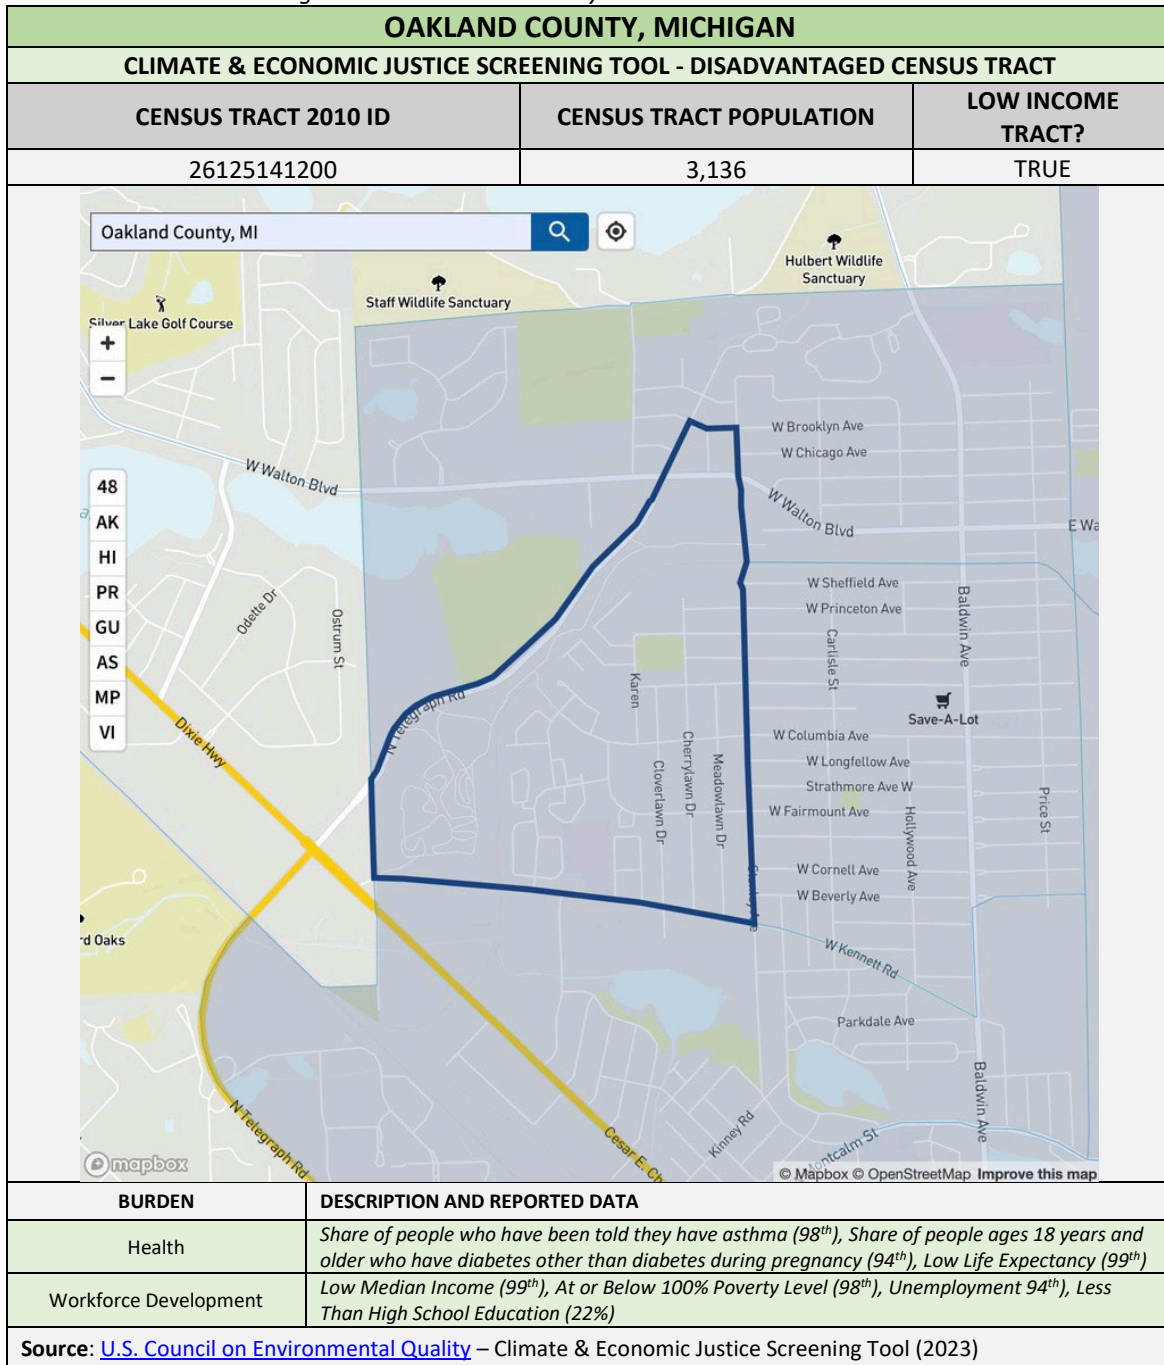 OAKLAND COUNTY, MICHIGAN
CLIMATE & ECONOMIC JUSTICE SCREENING TOOL - DISADVANTAGED CENSUS TRACT
CENSUS TRACT 2010 ID
CENSUS TRACT POPULATION
LOW INCOME
TRACT?
26125141200
3,136
TRUE
Oakland County, MI
Hulbert Wildlife
Sanctuary
Staff Wildlife Sanctuary
Silver Lake Golf Course
+
−
W Brooklyn Ave
W Chicago Ave
W Walton Blvd
W Walton Blvd
E Wa
48
AK
HI
PR
GU
AS
MP
VI
W Sheffield Ave
W Princeton Ave
Odette Dr
Ostrum St
Carlisle St
Baldwin Ave
Karen
N Telegraph Rd
Save-A-Lot
Dixie Hwy
W Columbia Ave
W Longfellow Ave
Strathmore Ave W
W Fairmount Ave
Cloverlawn Dr
Cherrylawn Dr
Meadowlawn Dr
Hollywood Ave
Price St
W Cornell Ave
W Beverly Ave
rd Oaks
W Kennett Rd
Parkdale Ave
Baldwin Ave
N Telegraph Rd
Cesar E. Ch
Kinney Rd
ontcalm St
mapbox
© Mapbox © OpenStreetMap Improve this map
BURDEN
DESCRIPTION AND REPORTED DATA
Health
Share of people who have been told they have asthma (98th), Share of people ages 18 years and
older who have diabetes other than diabetes during pregnancy (94th), Low Life Expectancy (99th)
Workforce Development
Low Median Income (99th), At or Below 100% Poverty Level (98th), Unemployment 94th), Less
Than High School Education (22%)
Source: U.S. Council on Environmental Quality – Climate & Economic Justice Screening Tool (2023)